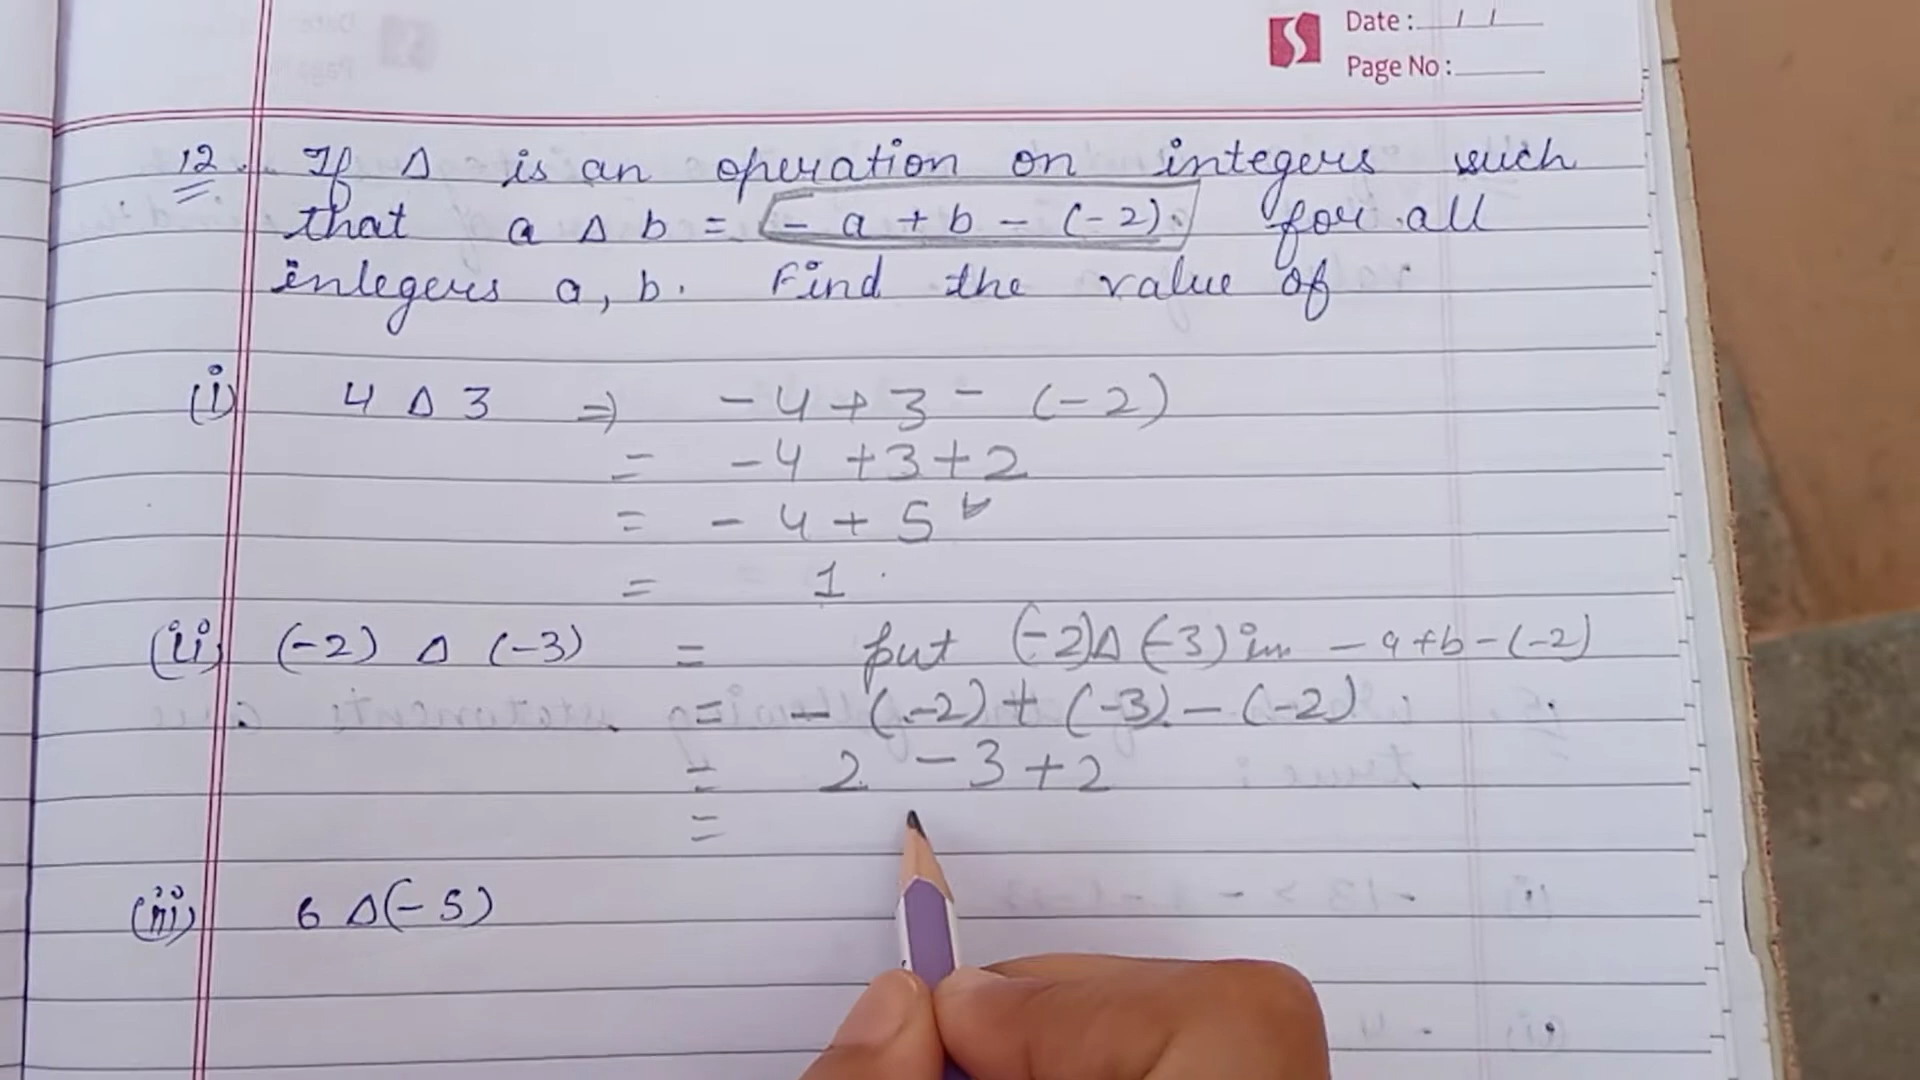 Date : / /
Page No :
12. If Δ is an operation on integers such
that a Δ b = - a + b - (-2). for all
integers a, b. Find the value of
(i) 4 Δ 3 ⇒ - 4 + 3 - (-2)
= - 4 + 3 + 2
= - 4 + 5
= 1
(ii) (-2) Δ (-3) = put (-2) Δ (-3) in - a + b - (-2)
= - (-2) + (-3) - (-2)
= 2 - 3 + 2
=
(iii) 6 Δ (-5)